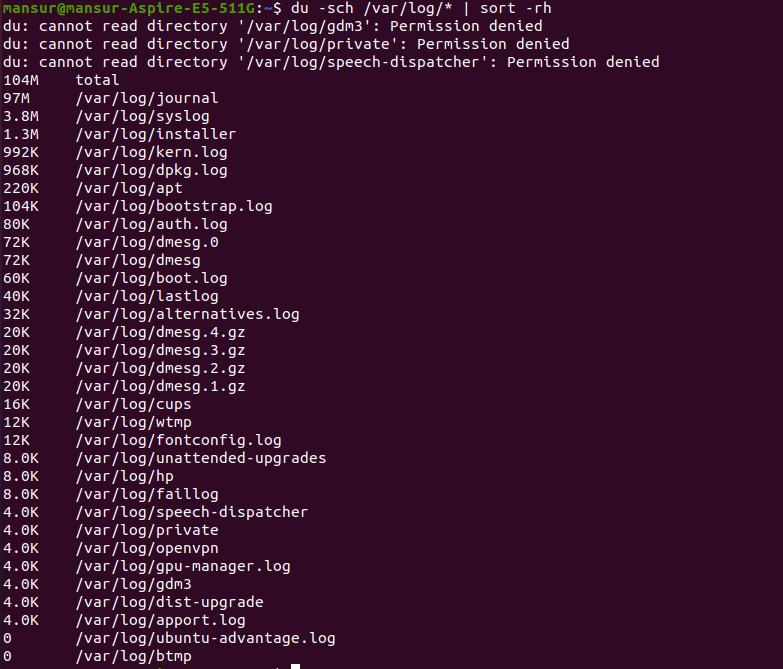 mansur@mansur-Aspire-E5-511G:~$ du -sch /var/log/* | sort -rh
du: cannot read directory '/var/log/gdm3': Permission denied
du: cannot read directory '/var/log/private': Permission denied
du: cannot read directory '/var/log/speech-dispatcher': Permission denied
104M    total
97M     /var/log/journal
3.8M    /var/log/syslog
1.3M    /var/log/installer
992K    /var/log/kern.log
968K    /var/log/dpkg.log
220K    /var/log/apt
104K    /var/log/bootstrap.log
80K     /var/log/auth.log
72K     /var/log/dmesg.0
72K     /var/log/dmesg
60K     /var/log/boot.log
40K     /var/log/lastlog
32K     /var/log/alternatives.log
20K     /var/log/dmesg.4.gz
20K     /var/log/dmesg.3.gz
20K     /var/log/dmesg.2.gz
20K     /var/log/dmesg.1.gz
16K     /var/log/cups
12K     /var/log/wtmp
12K     /var/log/fontconfig.log
8.0K    /var/log/unattended-upgrades
8.0K    /var/log/hp
8.0K    /var/log/faillog
4.0K    /var/log/speech-dispatcher
4.0K    /var/log/private
4.0K    /var/log/openvpn
4.0K    /var/log/gpu-manager.log
4.0K    /var/log/gdm3
4.0K    /var/log/dist-upgrade
4.0K    /var/log/apport.log
0       /var/log/ubuntu-advantage.log
0       /var/log/btmp